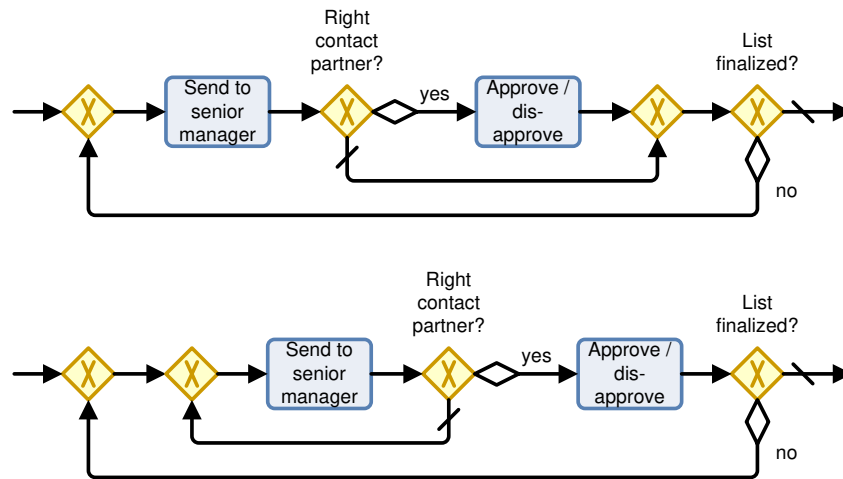 Right
contact
partner?
List
finalized?
Send to
senior
manager
yes
Approve /
dis-
approve
no
Right
contact
partner?
List
finalized?
Send to
senior
manager
yes
Approve /
dis-
approve
no